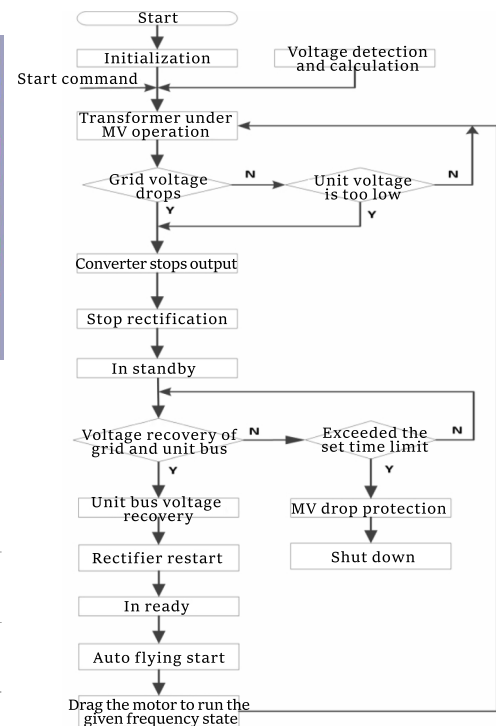 Start
Initialization
Voltage detection
and calculation
Start command
Transformer under
MV operation
Grid voltage
drops
N
Unit voltage
is too low
N
Y
Y
Converter stops output
Stop rectification
In standby
Voltage recovery of
grid and unit bus
N
Exceeded the
set time limit
N
Y
Y
Unit bus voltage
recovery
MV drop protection
Rectifier restart
Shut down
In ready
Auto flying start
Drag the motor to run the
given frequency state